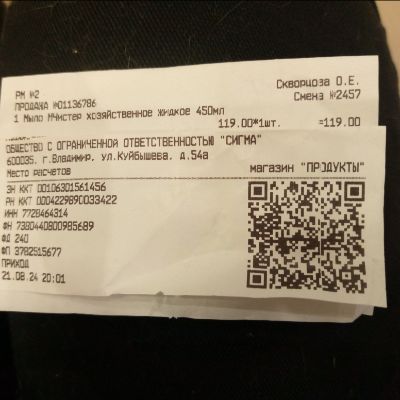 РМ №2 Скворцова О.Е.
ПРОДАЖА №01136786 Смена №2457
1 Мыло Мчистер хозяйственное жидкое 450мл
119.00*1шт. =119.00
ОБЩЕСТВО С ОГРАНИЧЕННОЙ ОТВЕТСТВЕННОСТЬЮ "СИГМА"
600035, г.Владимир, ул.Куйбышева, д.54а
Место расчетов магазин "ПРОДУКТЫ"
ЗН ККТ 00106301561456
РН ККТ 0004229890033422
ИНН 7728464314
ФН 7380440800985689
ФД 240
ФП 3782515677
ПРИХОД
21.08.24 20:01